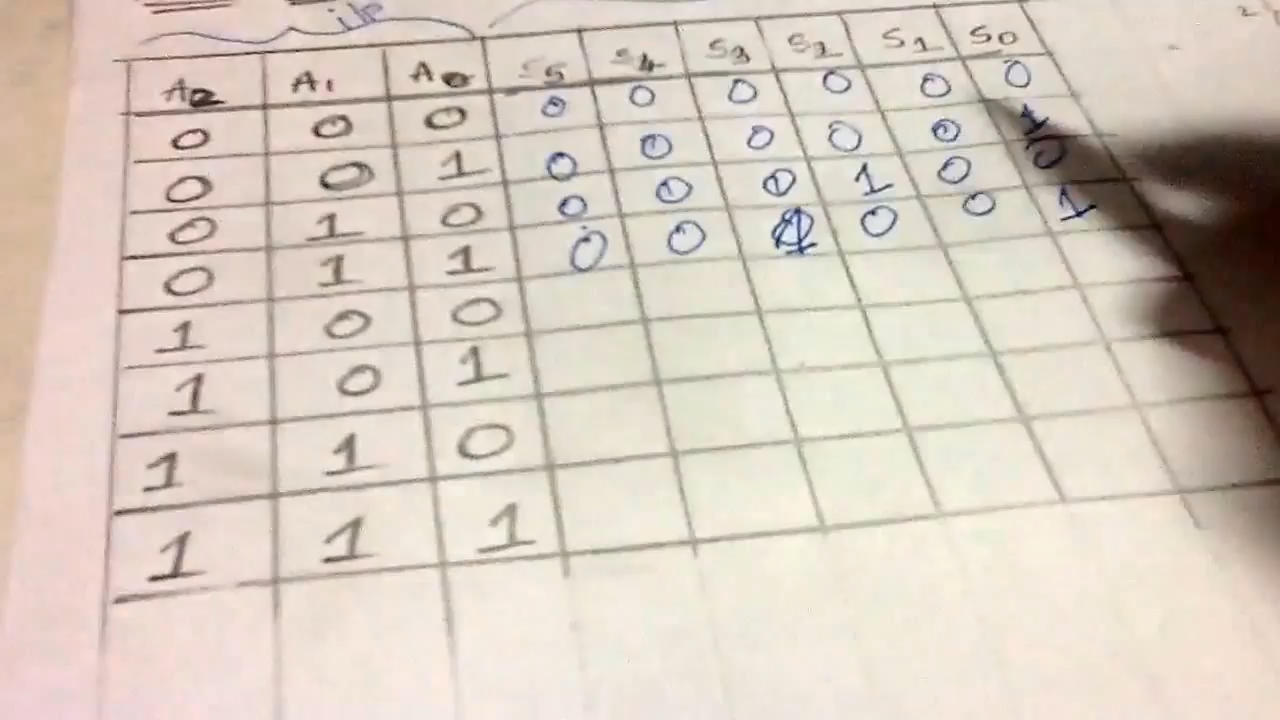 A2 A1 A0 S5 S4 S3 S2 S1 S0
0 0 0 0 0 0 0 0 0
0 0 1 0 0 0 0 0 1
0 1 0 0 0 0 1 0 0
0 1 1 0 0 1 0 0 1
1 0 0
1 0 1
1 1 0
1 1 1